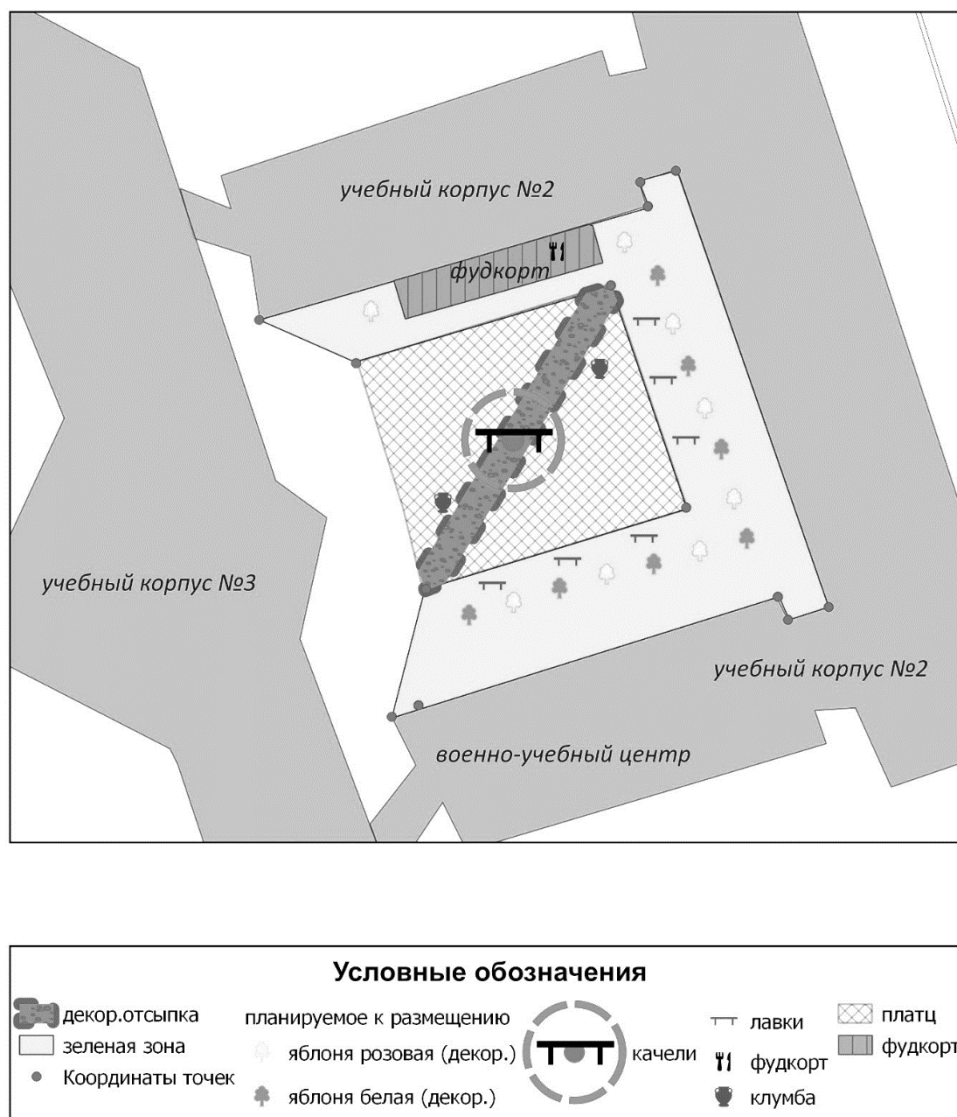 учебный корпус №2
фудкорт
учебный корпус №3
учебный корпус №2
военно-учебный центр
Условные обозначения
декор.отсыпка
зеленая зона
Координаты точек
планируемое к размещению
яблоня розовая (декор.)
яблоня белая (декор.)
качели
лавки
фудкорт
клумба
платц
фудкорт